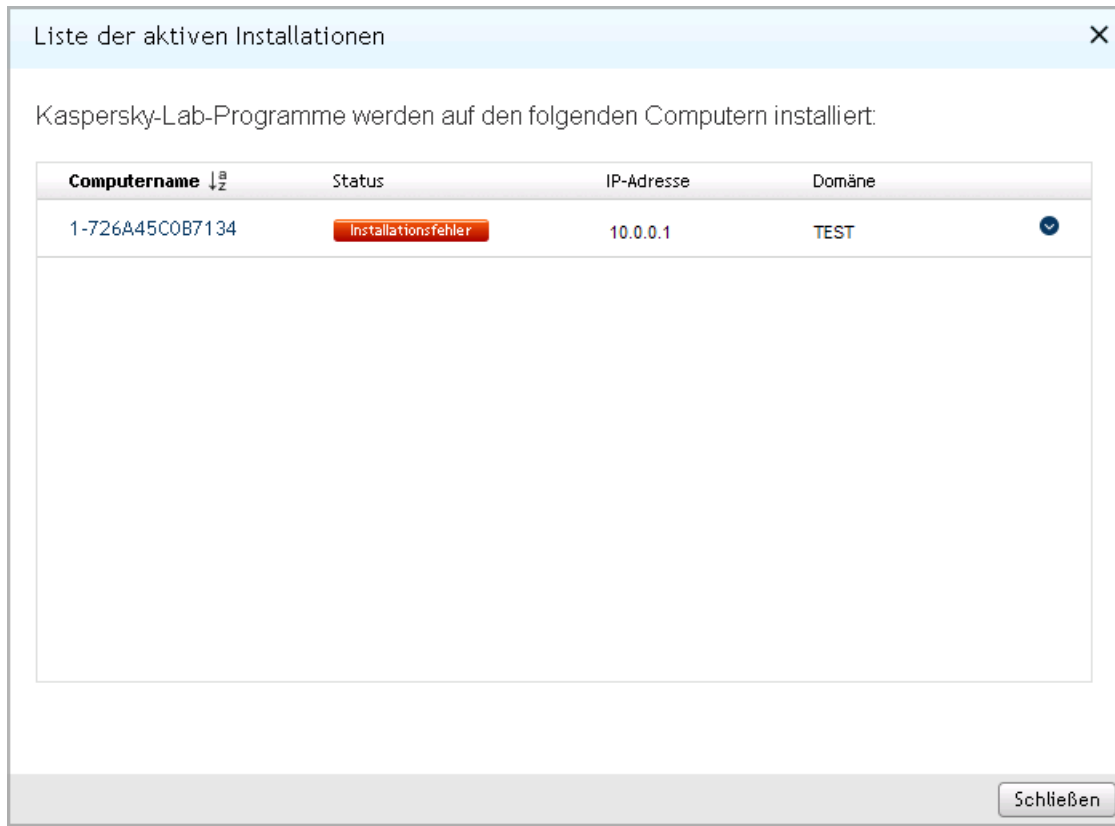 Liste der aktiven Installationen
Kaspersky-Lab-Programme werden auf den folgenden Computern installiert:
Computername Status IP-Adresse Domäne
1-726A45C0B7134 Installationsfehler 10.0.0.1 TEST
Schließen